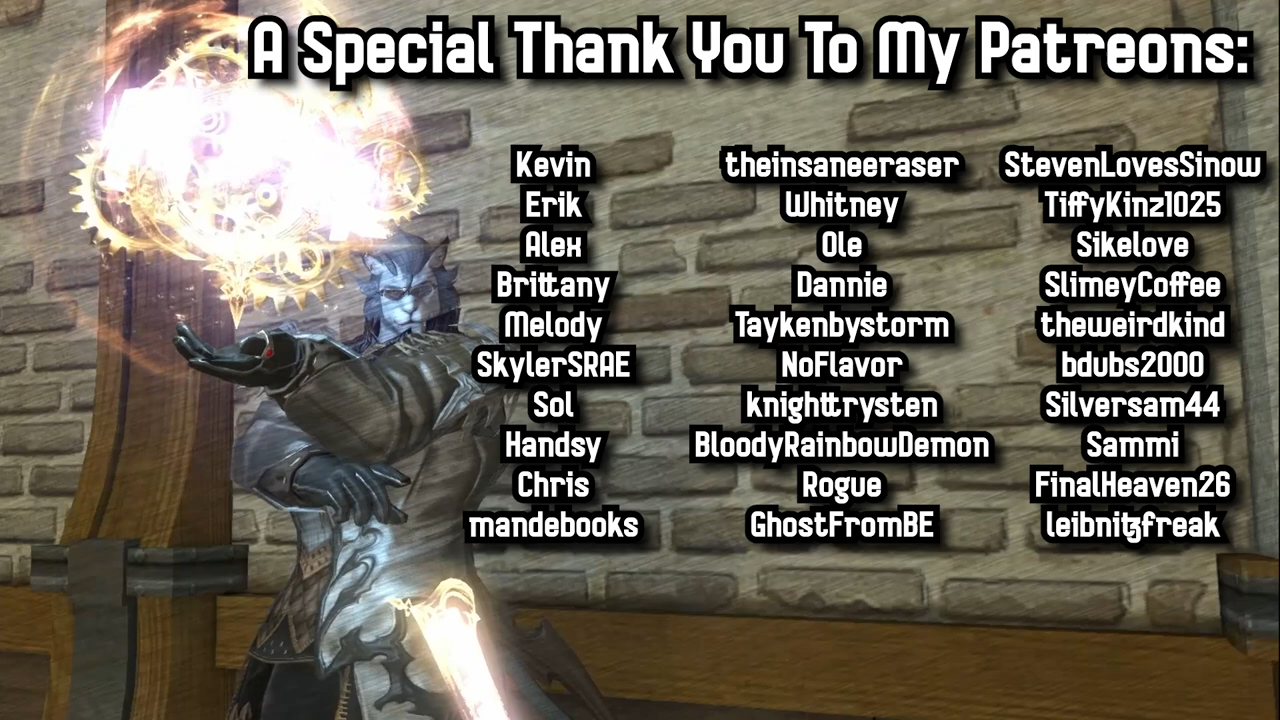 A Special Thank You To My Patreons:
Kevin
Erik
Alex
Brittany
Melody
SkylerSRAE
Sol
Handsy
Chris
mandebooks
theinsaneeraser
Whitney
Ole
Dannie
Taykenbystorm
NoFlavor
knighttrysten
BloodyRainbowDemon
Rogue
GhostFromBE
StevenLovesSinow
TiffyKinz1025
Sikelove
SlimeyCoffee
theweirdkind
bdubs2000
Silversam44
Sammi
FinalHeaven26
leibnitzfreak